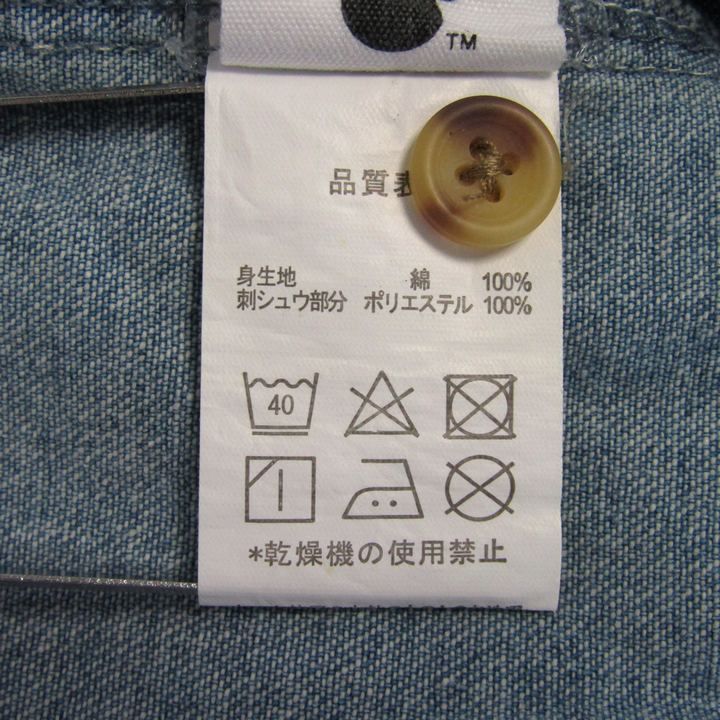 TM
品質表
身生地 綿 100%
刺シュウ部分 ポリエステル 100%
40
*乾燥機の使用禁止